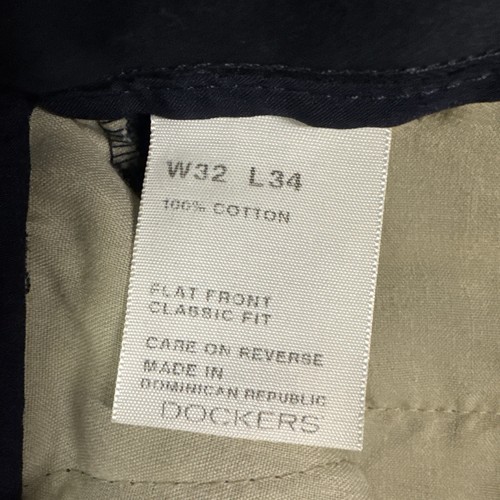 W32 L34
100% COTTON
FLAT FRONT
CLASSIC FIT
CARE ON REVERSE
MADE IN
DOMINICAN REPUBLIC
DOCKERS